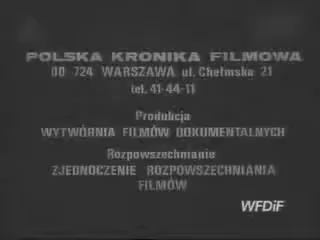 POLSKA KRONIKA FILMOWA
00 724 WARSZAWA ul. Chełmska 21
tel. 41-44-11
Produkcja
WYTWÓRNIA FILMÓW DOKUMENTALNYCH
Rozpowszechnianie
ZJEDNOCZENIE ROZPOWSZECHNIANIA
FILMÓW
WFDiF